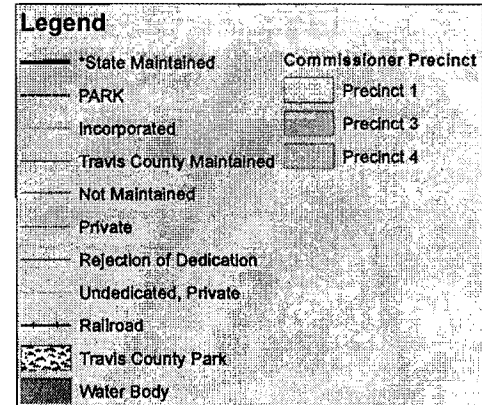 Legend
*State Maintained
PARK
Incorporated
Travis County Maintained
Not Maintained
Private
Rejection of Dedication
Undedicated, Private
Railroad
Travis County Park
Water Body
Commissioner Precinct
Precinct 1
Precinct 3
Precinct 4